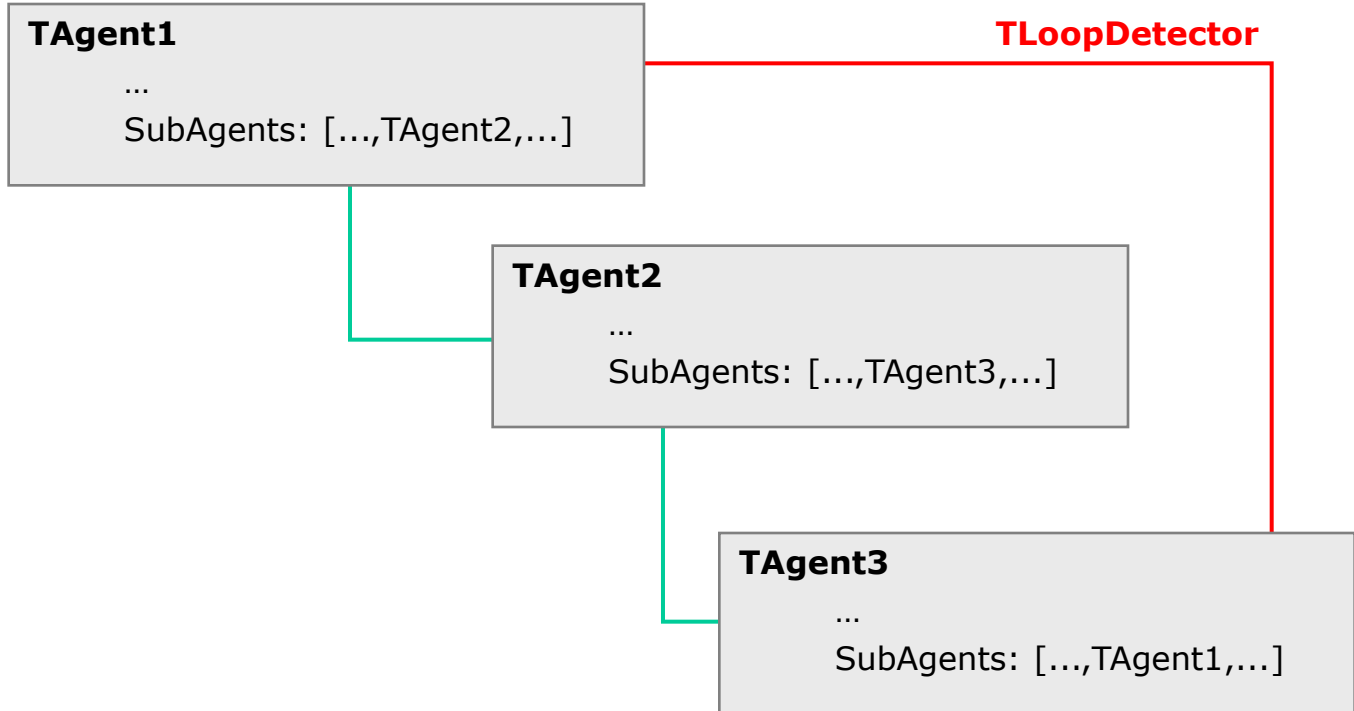 TAgent1
TLoopDetector
…
SubAgents: [...,TAgent2,...]
TAgent2
…
SubAgents: [...,TAgent3,...]
TAgent3
…
SubAgents: [...,TAgent1,...]